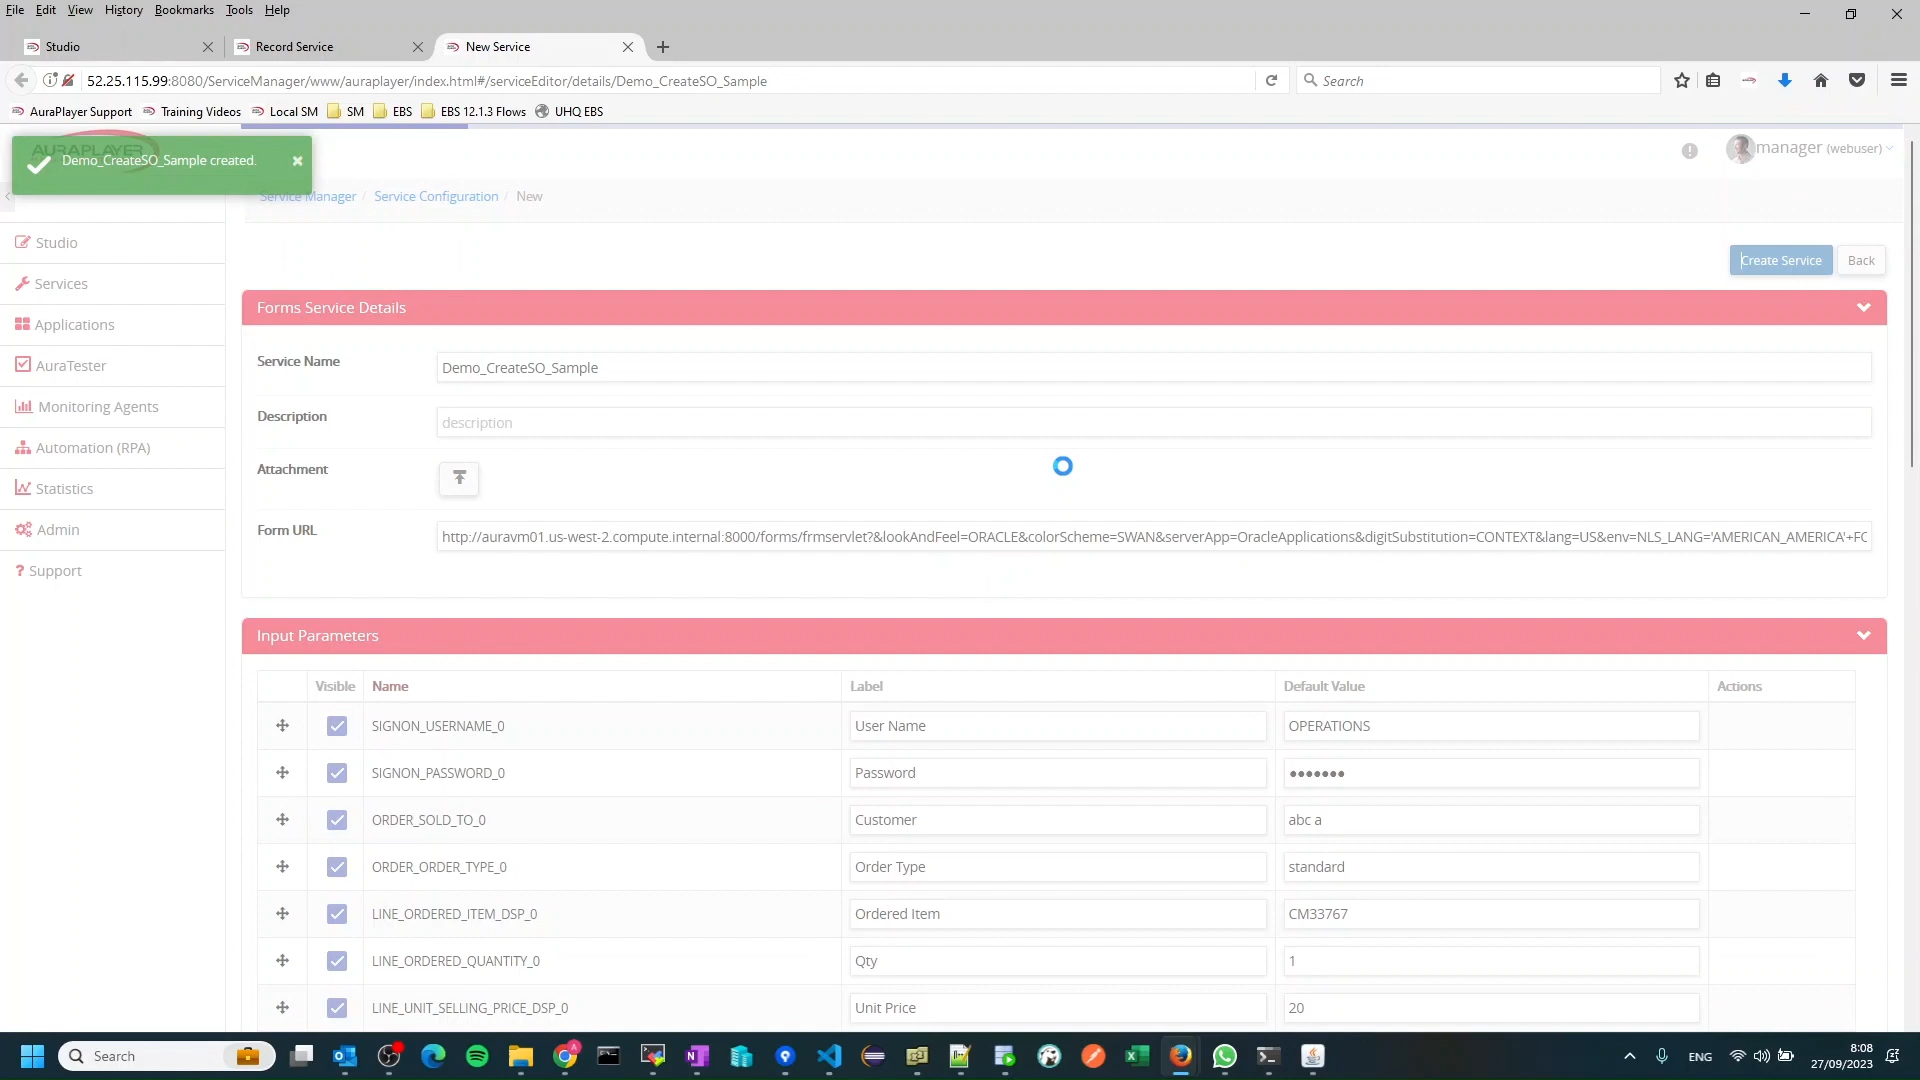 File Edit View History Bookmarks Tools Help
Studio
Record Service
New Service
52.25.115.99:8080/ServiceManager/www/auraplayer/index.html#/serviceEditor/details/Demo_CreateSO_Sample
Search
AuraPlayer Support Training Videos Local SM SM EBS EBS 12.1.3 Flows UHQ EBS
AURAPLAYER
Demo_CreateSO_Sample created.
manager (webuser)
Service Manager / Service Configuration / New
Studio
Services
Applications
AuraTester
Monitoring Agents
Automation (RPA)
Statistics
Admin
? Support
Create Service Back
Forms Service Details
Service Name Demo_CreateSO_Sample
Description description
Attachment
Form URL http://auravm01.us-west-2.compute.internal:8000/forms/frmservlet?&lookAndFeel=ORACLE&colorScheme=SWAN&serverApp=OracleApplications&digitSubstitution=CONTEXT&lang=US&env=NLS_LANG='AMERICAN_AMERICA'+FC
Input Parameters
Visible Name Label Default Value Actions
SIGNON_USERNAME_0 User Name OPERATIONS
SIGNON_PASSWORD_0 Password •••••••
ORDER_SOLD_TO_0 Customer abc a
ORDER_ORDER_TYPE_0 Order Type standard
LINE_ORDERED_ITEM_DSP_0 Ordered Item CM33767
LINE_ORDERED_QUANTITY_0 Qty 1
LINE_UNIT_SELLING_PRICE_DSP_0 Unit Price 20
Search
ENG
8:08
27/09/2023